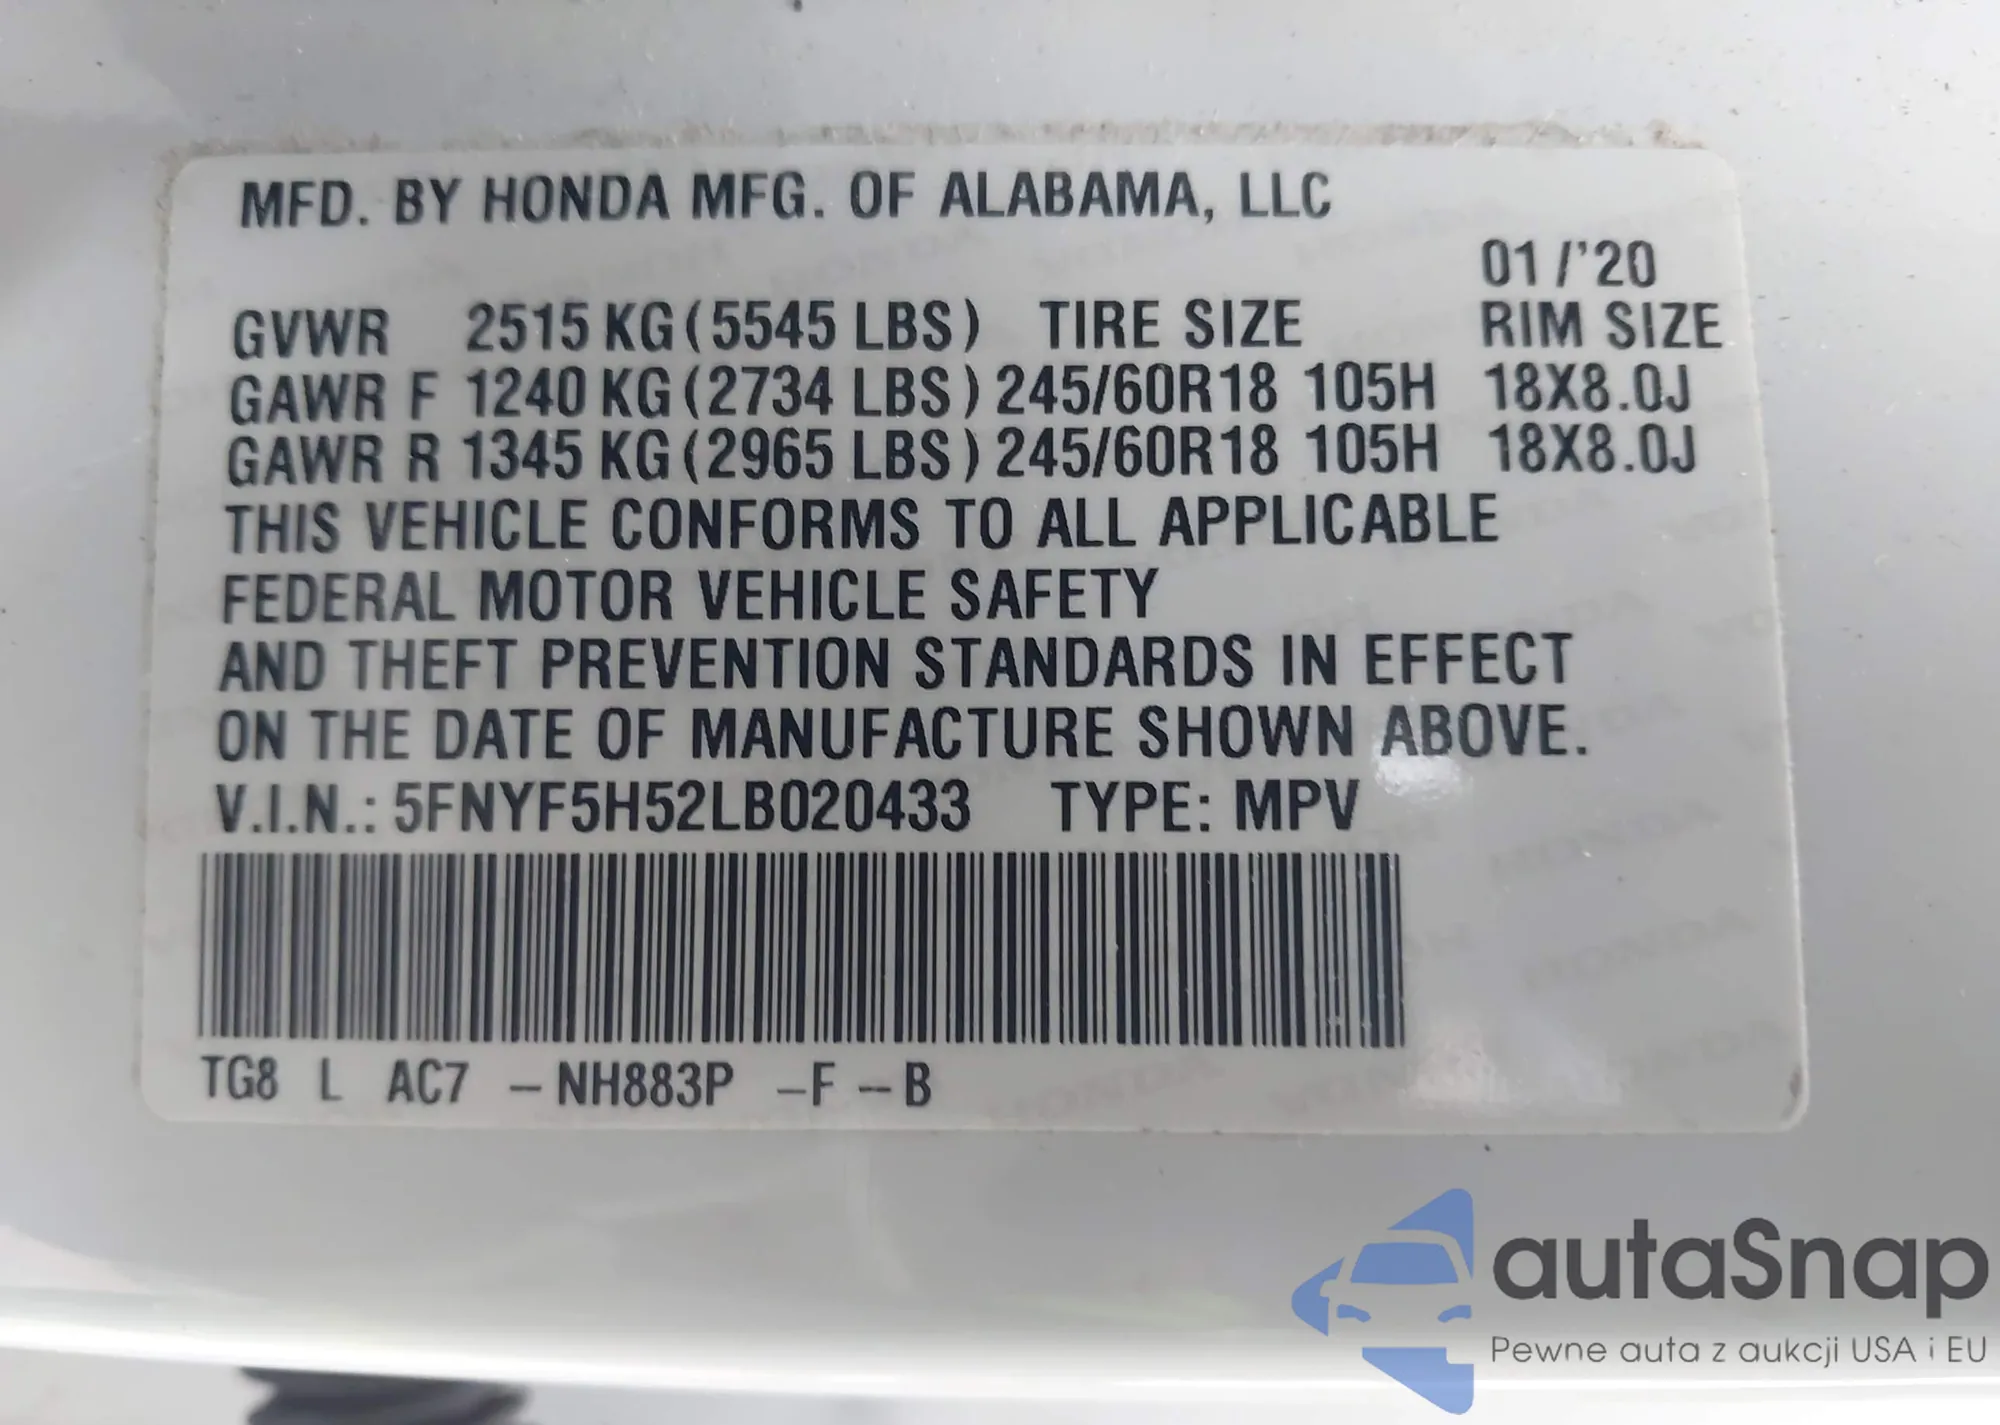 MFD. BY HONDA MFG. OF ALABAMA, LLC
01/'20
GVWR 2515 KG (5545 LBS) TIRE SIZE RIM SIZE
GAWR F 1240 KG (2734 LBS) 245/60R18 105H 18X8.0J
GAWR R 1345 KG (2965 LBS) 245/60R18 105H 18X8.0J
THIS VEHICLE CONFORMS TO ALL APPLICABLE
FEDERAL MOTOR VEHICLE SAFETY
AND THEFT PREVENTION STANDARDS IN EFFECT
ON THE DATE OF MANUFACTURE SHOWN ABOVE.
V.I.N.: 5FNYF5H52LB020433 TYPE: MPV
TG8 L AC7 -NH883P -F --B
autaSnap
Pewne auta z aukcji USA i EU